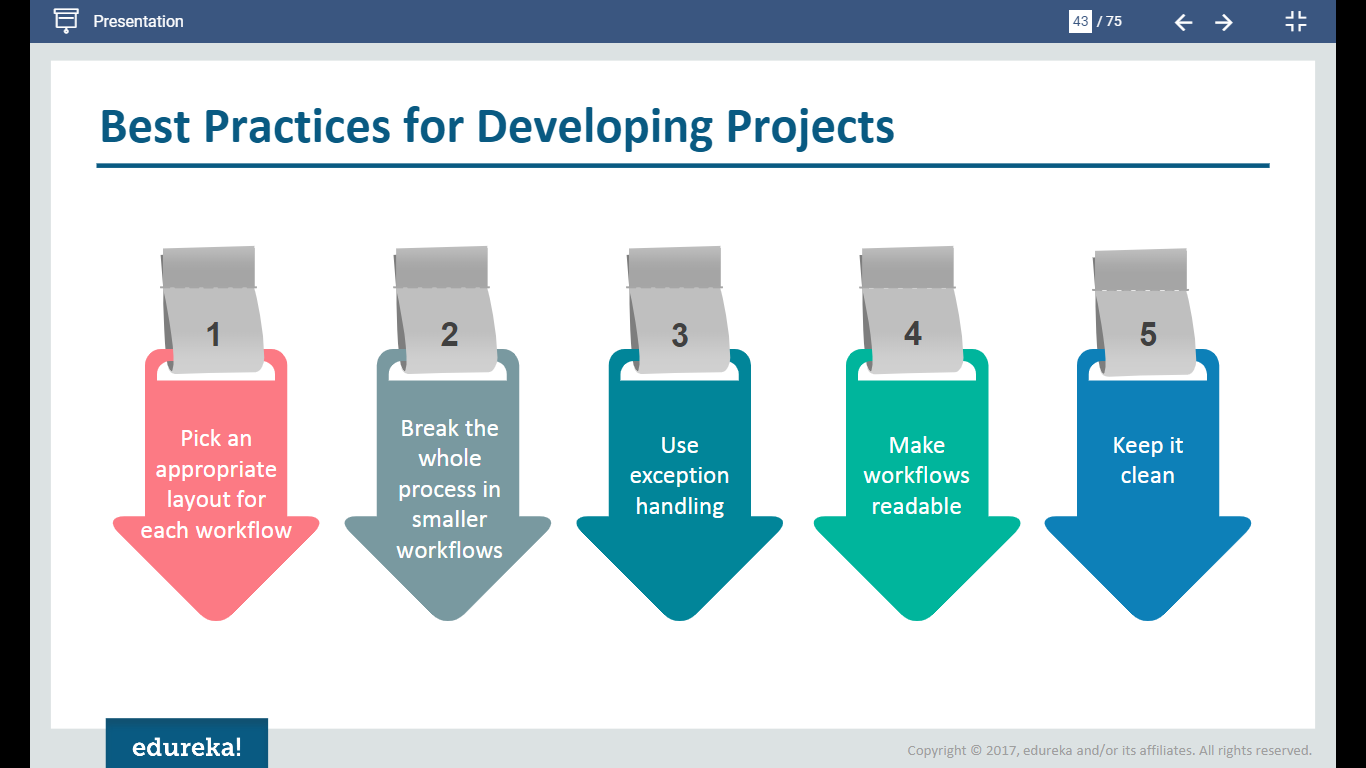 Presentation
43 / 75
Best Practices for Developing Projects
1
Pick an
appropriate
layout for
each workflow
2
Break the
whole
process in
smaller
workflows
3
Use
exception
handling
4
Make
workflows
readable
5
Keep it
clean
edureka!
Copyright © 2017, edureka and/or its affiliates. All rights reserved.